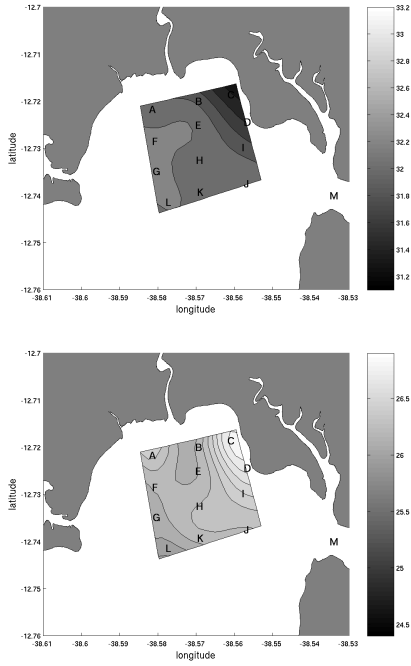 -12.7
-12.71
-12.72
-12.73
-12.74
-12.75
-12.76
latitude
A
B
C
D
E
F
G
H
I
J
K
L
M
-38.61 -38.6 -38.59 -38.58 -38.57 -38.56 -38.55 -38.54 -38.53
longitude
33.2
33
32.8
32.6
32.4
32.2
32
31.8
31.6
31.4
31.2
-12.7
-12.71
-12.72
-12.73
-12.74
-12.75
-12.76
latitude
A
B
C
D
E
F
G
H
I
J
K
L
M
-38.61 -38.6 -38.59 -38.58 -38.57 -38.56 -38.55 -38.54 -38.53
longitude
26.5
26
25.5
25
24.5